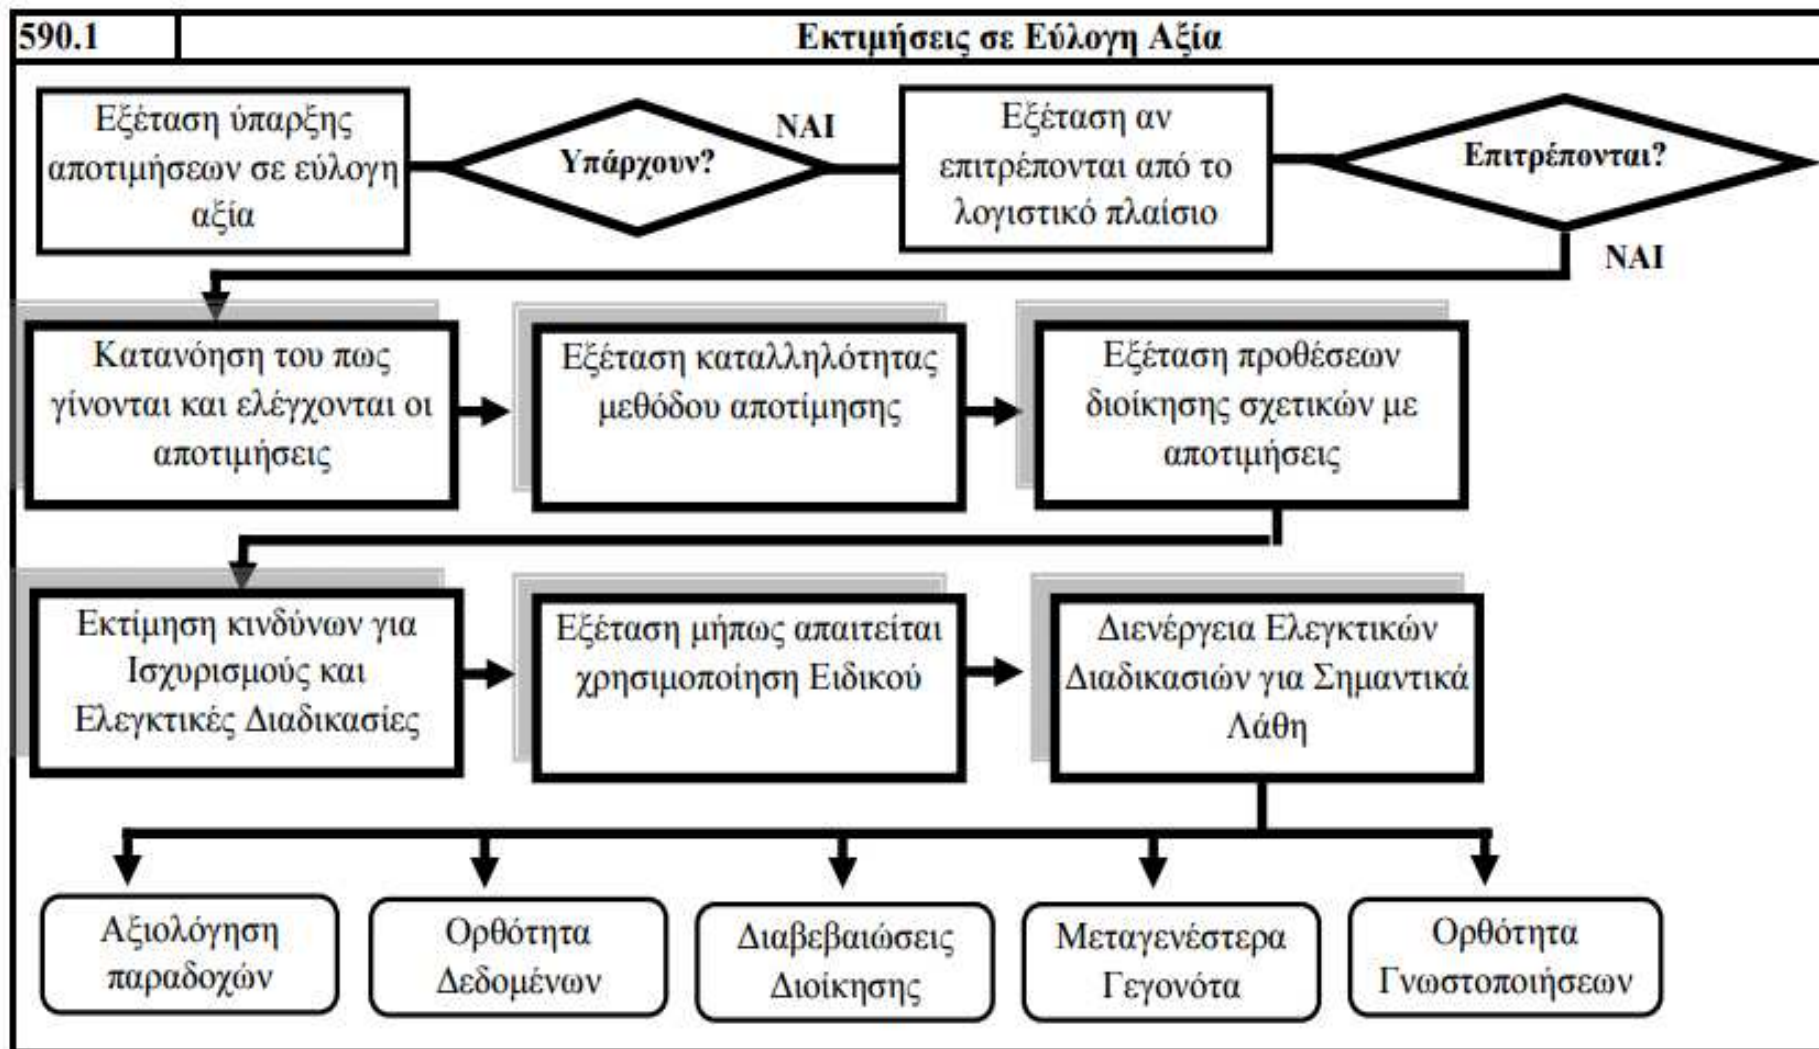 590.1
Εκτιμήσεις σε Εύλογη Αξία
Εξέταση ύπαρξης
αποτιμήσεων σε εύλογη
αξία
Υπάρχουν?
ΝΑΙ
Εξέταση αν
επιτρέπονται από το
λογιστικό πλαίσιο
Επιτρέπονται?
ΝΑΙ
Κατανόηση του πως
γίνονται και ελέγχονται οι
αποτιμήσεις
Εξέταση καταλληλότητας
μεθόδου αποτίμησης
Εξέταση προθέσεων
διοίκησης σχετικών με
αποτιμήσεις
Εκτίμηση κινδύνων για
Ισχυρισμούς και
Ελεγκτικές Διαδικασίες
Εξέταση μήπως απαιτείται
χρησιμοποίηση Ειδικού
Διενέργεια Ελεγκτικών
Διαδικασιών για Σημαντικά
Λάθη
Αξιολόγηση
παραδοχών
Ορθότητα
Δεδομένων
Διαβεβαιώσεις
Διοίκησης
Μεταγενέστερα
Γεγονότα
Ορθότητα
Γνωστοποιήσεων